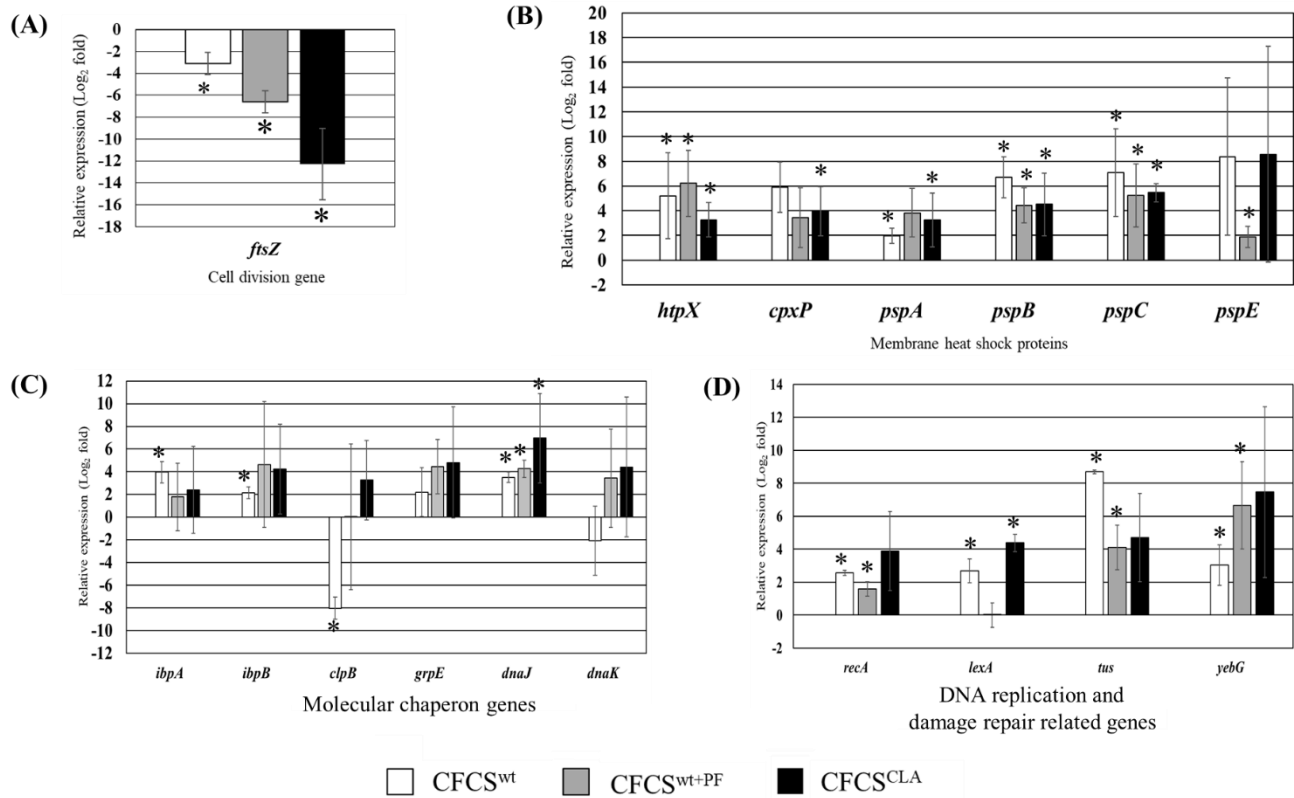 (A)
Relative expression (Log2 fold)
0
-2
-4
-6
-8
-10
-12
-14
-16
-18
*
*
*
ftsZ
Cell division gene
(B)
Relative expression (Log2 fold)
20
18
16
14
12
10
8
6
4
2
0
-2
* * *
*
* *
* * *
* * *
*
htpX cpxP pspA pspB pspC pspE
Membrane heat shock proteins
(C)
Relative expression (Log2 fold)
12
10
8
6
4
2
0
-2
-4
-6
-8
-10
-12
*
*
*
* * *
ibpA ibpB clpB grpE dnaJ dnaK
Molecular chaperon genes
(D)
Relative expression (Log2 fold)
14
12
10
8
6
4
2
0
-2
* *
* *
* *
* *
recA lexA tus yebG
DNA replication and
damage repair related genes
CFCSwt CFCSwt+PF CFCSCLA